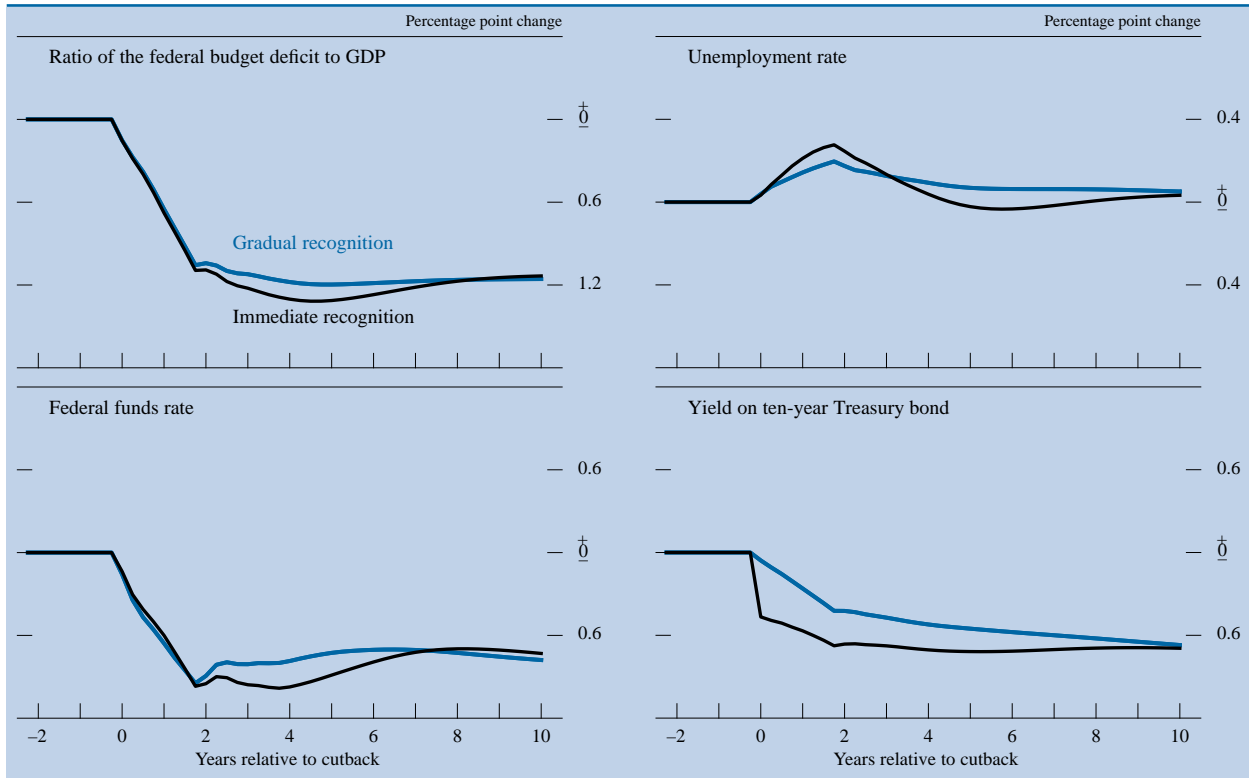 Percentage point change
Ratio of the federal budget deficit to GDP
+
0
–
0.6
Gradual recognition
1.2
Immediate recognition
Percentage point change
Unemployment rate
0.4
+
0
–
0.4
Federal funds rate
0.6
+
0
–
0.6
–2 0 2 4 6 8 10
Years relative to cutback
Yield on ten-year Treasury bond
0.6
+
0
–
0.6
–2 0 2 4 6 8 10
Years relative to cutback